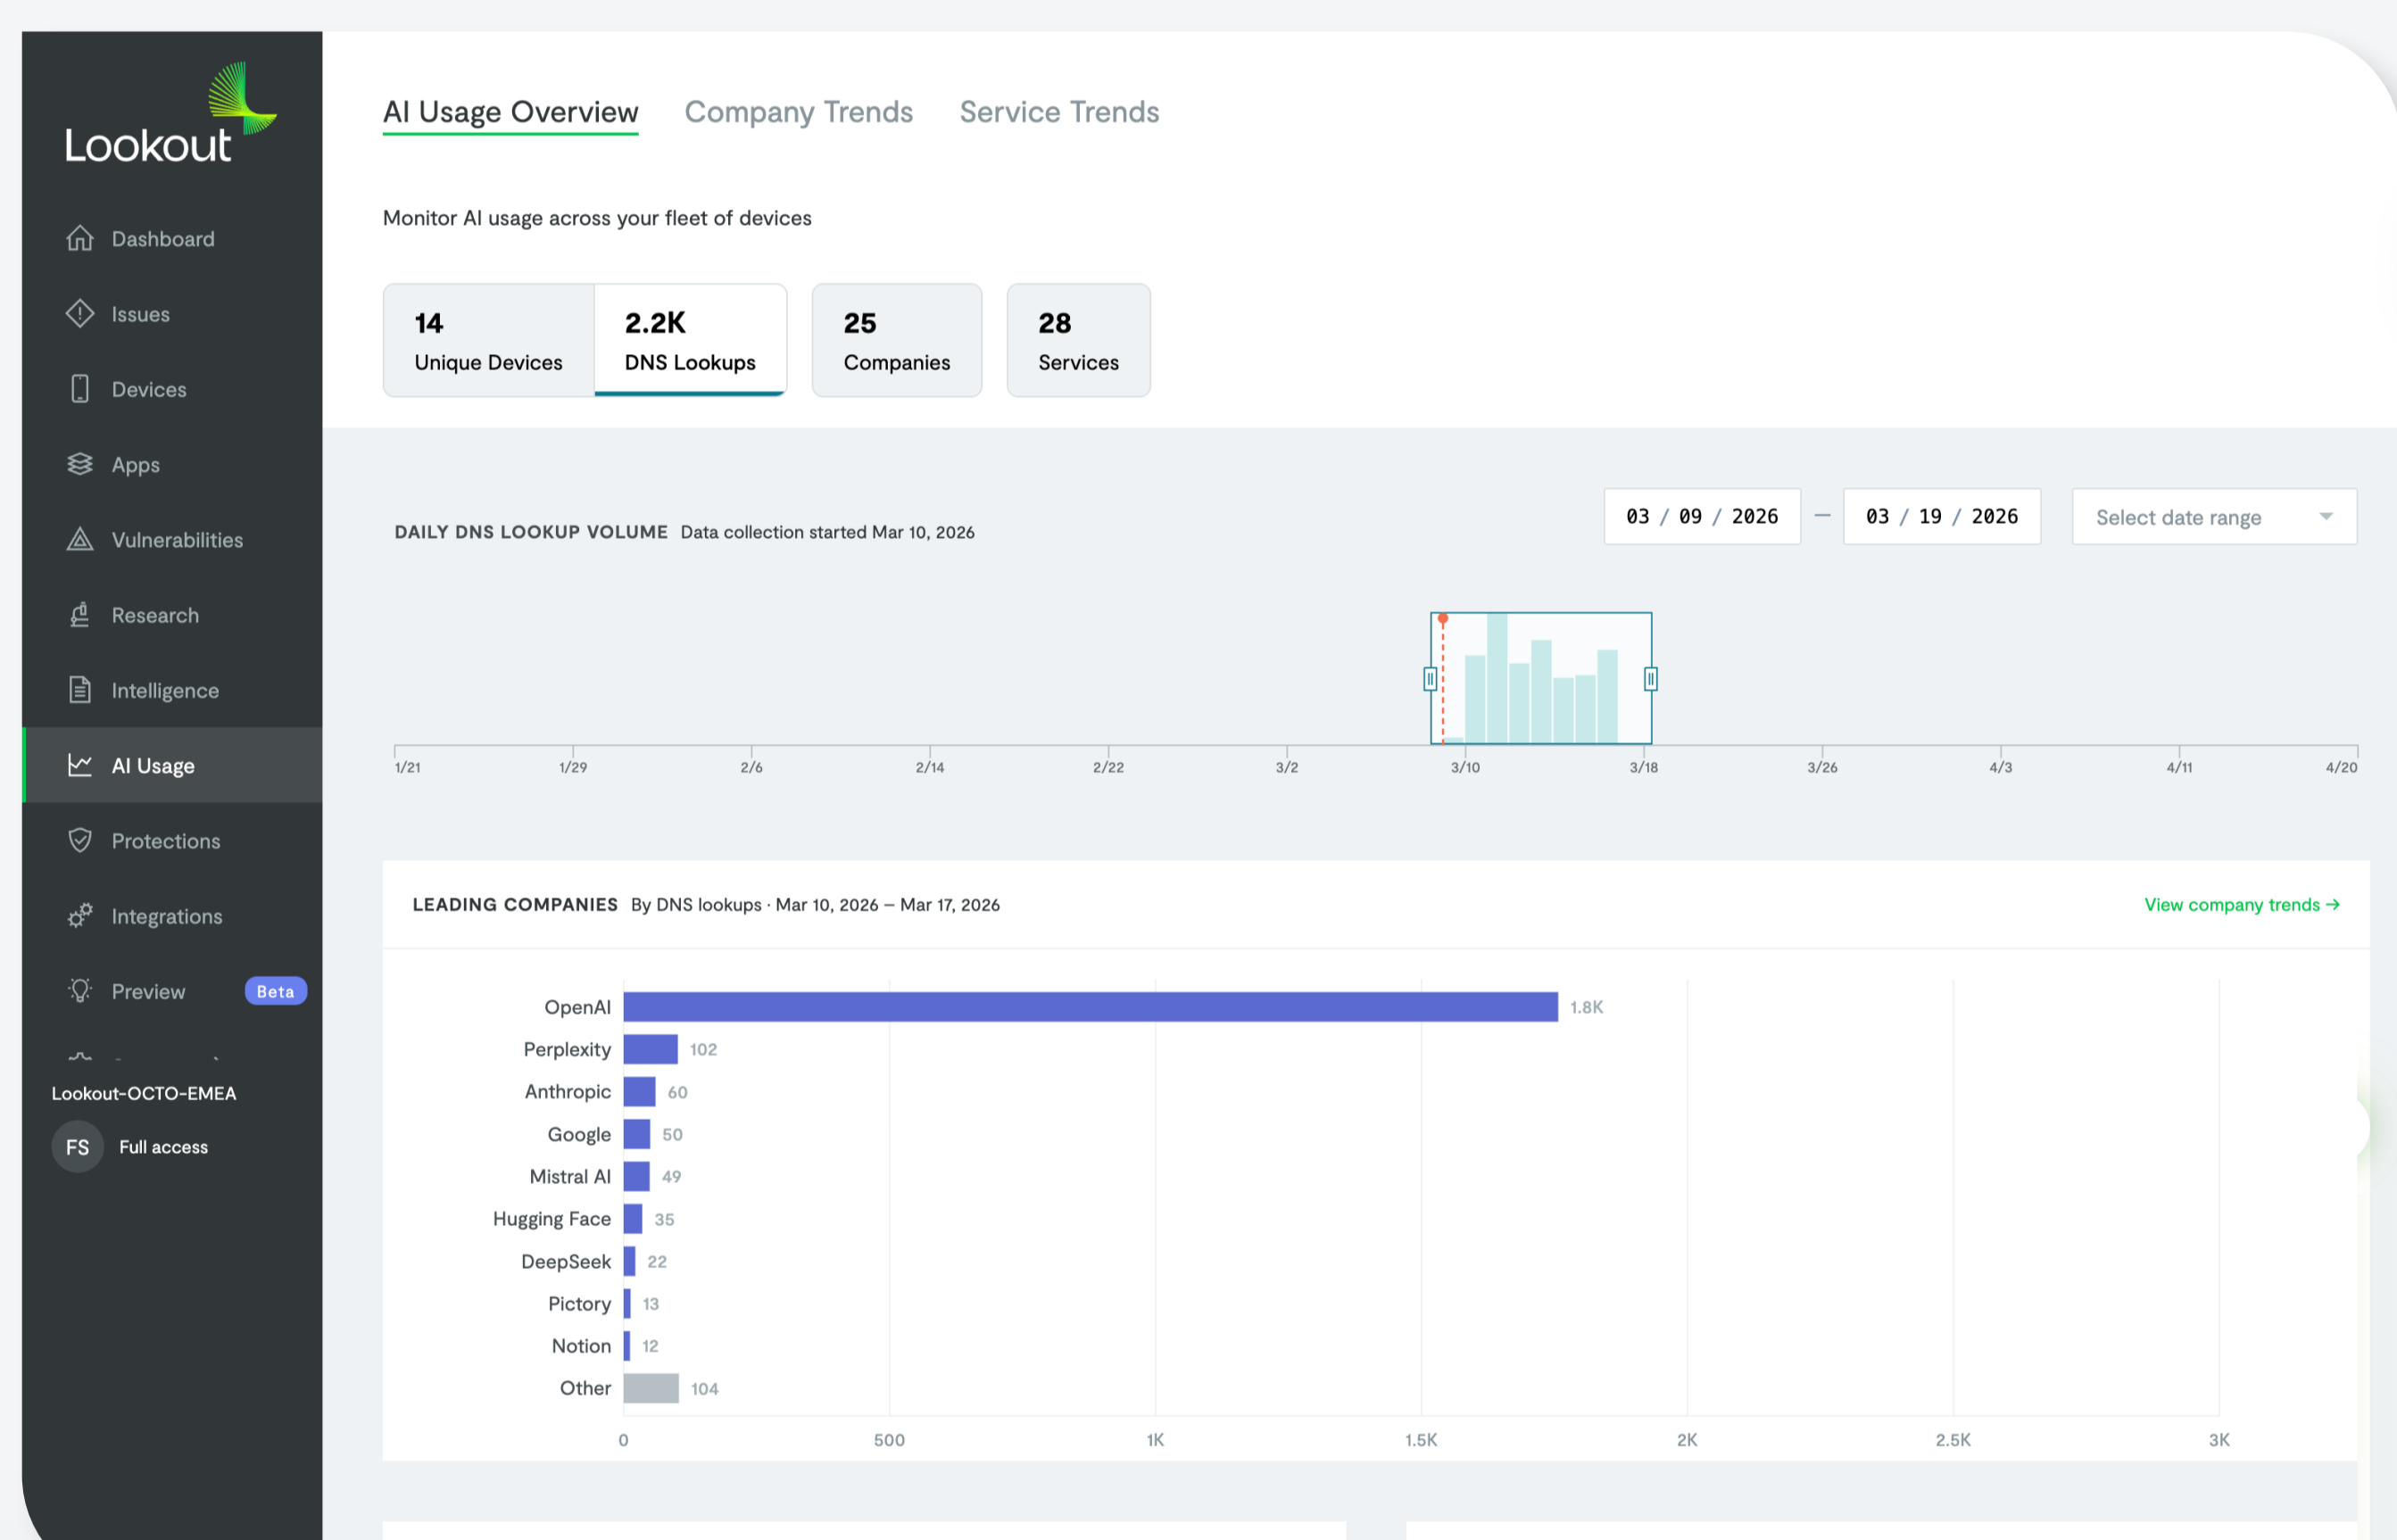 Lookout
Dashboard
Issues
Devices
Apps
Vulnerabilities
Research
Intelligence
AI Usage
Protections
Integrations
Preview Beta
Lookout-OCTO-EMEA
FS Full access
AI Usage Overview Company Trends Service Trends
Monitor AI usage across your fleet of devices
14 2.2K 25 28
Unique Devices DNS Lookups Companies Services
03 / 09 / 2026 – 03 / 19 / 2026 Select date range
DAILY DNS LOOKUP VOLUME Data collection started Mar 10, 2026
1/21 1/29 2/6 2/14 2/22 3/2 3/10 3/18 3/26 4/3 4/11 4/20
LEADING COMPANIES By DNS lookups · Mar 10, 2026 – Mar 17, 2026 View company trends →
OpenAI 1.8K
Perplexity 102
Anthropic 60
Google 50
Mistral AI 49
Hugging Face 35
DeepSeek 22
Pictory 13
Notion 12
Other 104
0 500 1K 1.5K 2K 2.5K 3K